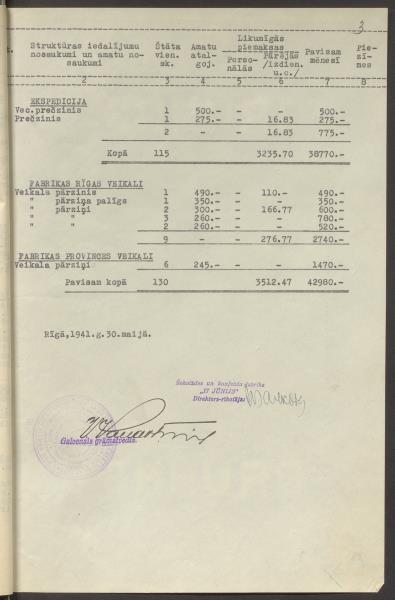 3
Struktūras iedalījumu nosaukumi un amatu nosaukumi | Štata vien. sk. | Amatu atalgoj. | Likumīgās piemaksas | Personālās | Pārējās /izdien. u.c./ | Pavisam mēnesī | Piezīmes
2 | 3 | 4 | 5 | 6 | 7 | 8
EKSPEDICIJA
Vec.prečzinis 1 500.- - - 500.-
Prečzinis 1 275.- - 16.83 275.-
2 - - 16.83 775.-
Kopā 115 3235.70 38770.-
FABRIKAS RĪGAS VEIKALI
Veikala pārzinis 1 490.- - 110.- 490.-
" pārziņa palīgs 1 350.- - - 350.-
" pārziņi 2 300.- - 166.77 600.-
" " 3 260.- - - 780.-
" " 2 260.- - - 520.-
9 - - 276.77 2740.-
FABRIKAS PROVINCES VEIKALI
Veikala pārziņi 6 245.- - - 1470.-
Pavisam kopā 130 3512.47 42980.-
Rīgā,1941.g.30.maijā.
Šokolādes un konfekšu fabrika
„17 JŪNIJS"
Direktors-rīkotājs:
Galvenais grāmatvedis.